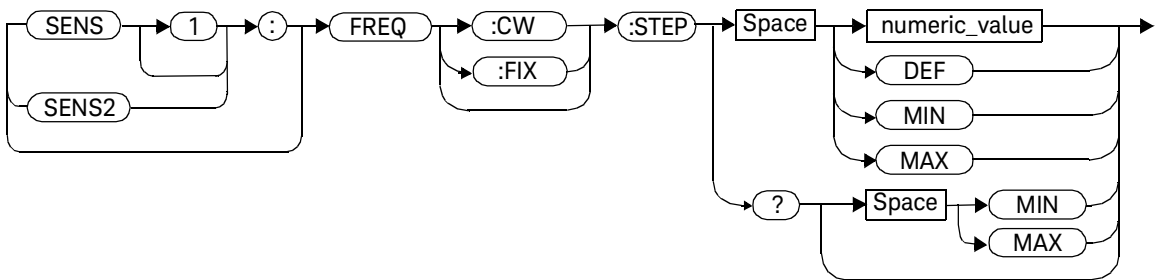 SENS 1 : FREQ :CW :STEP Space numeric_value
:FIX DEF
SENS2 MIN
MAX
? Space MIN
MAX